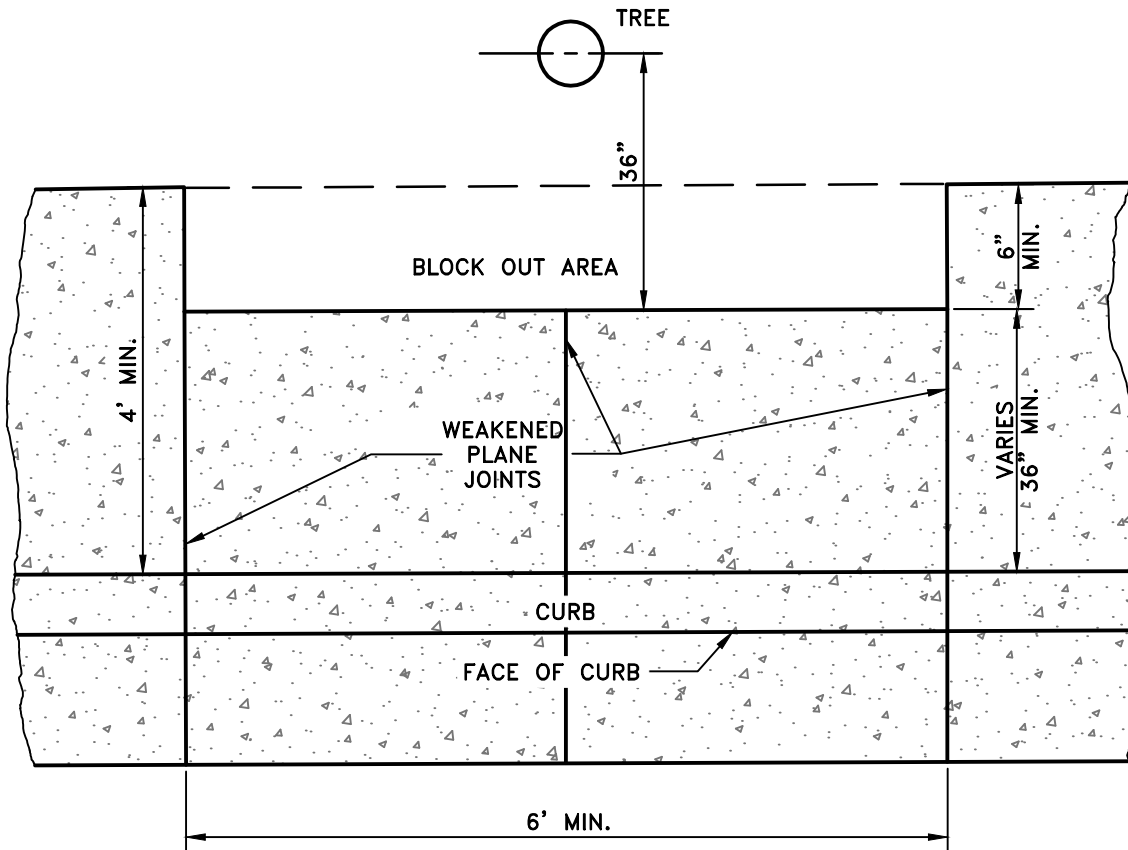 TREE
36”
6”
MIN.
BLOCK OUT AREA
4' MIN.
WEAKENED
PLANE
JOINTS
VARIES
36” MIN.
CURB
FACE OF CURB
6' MIN.